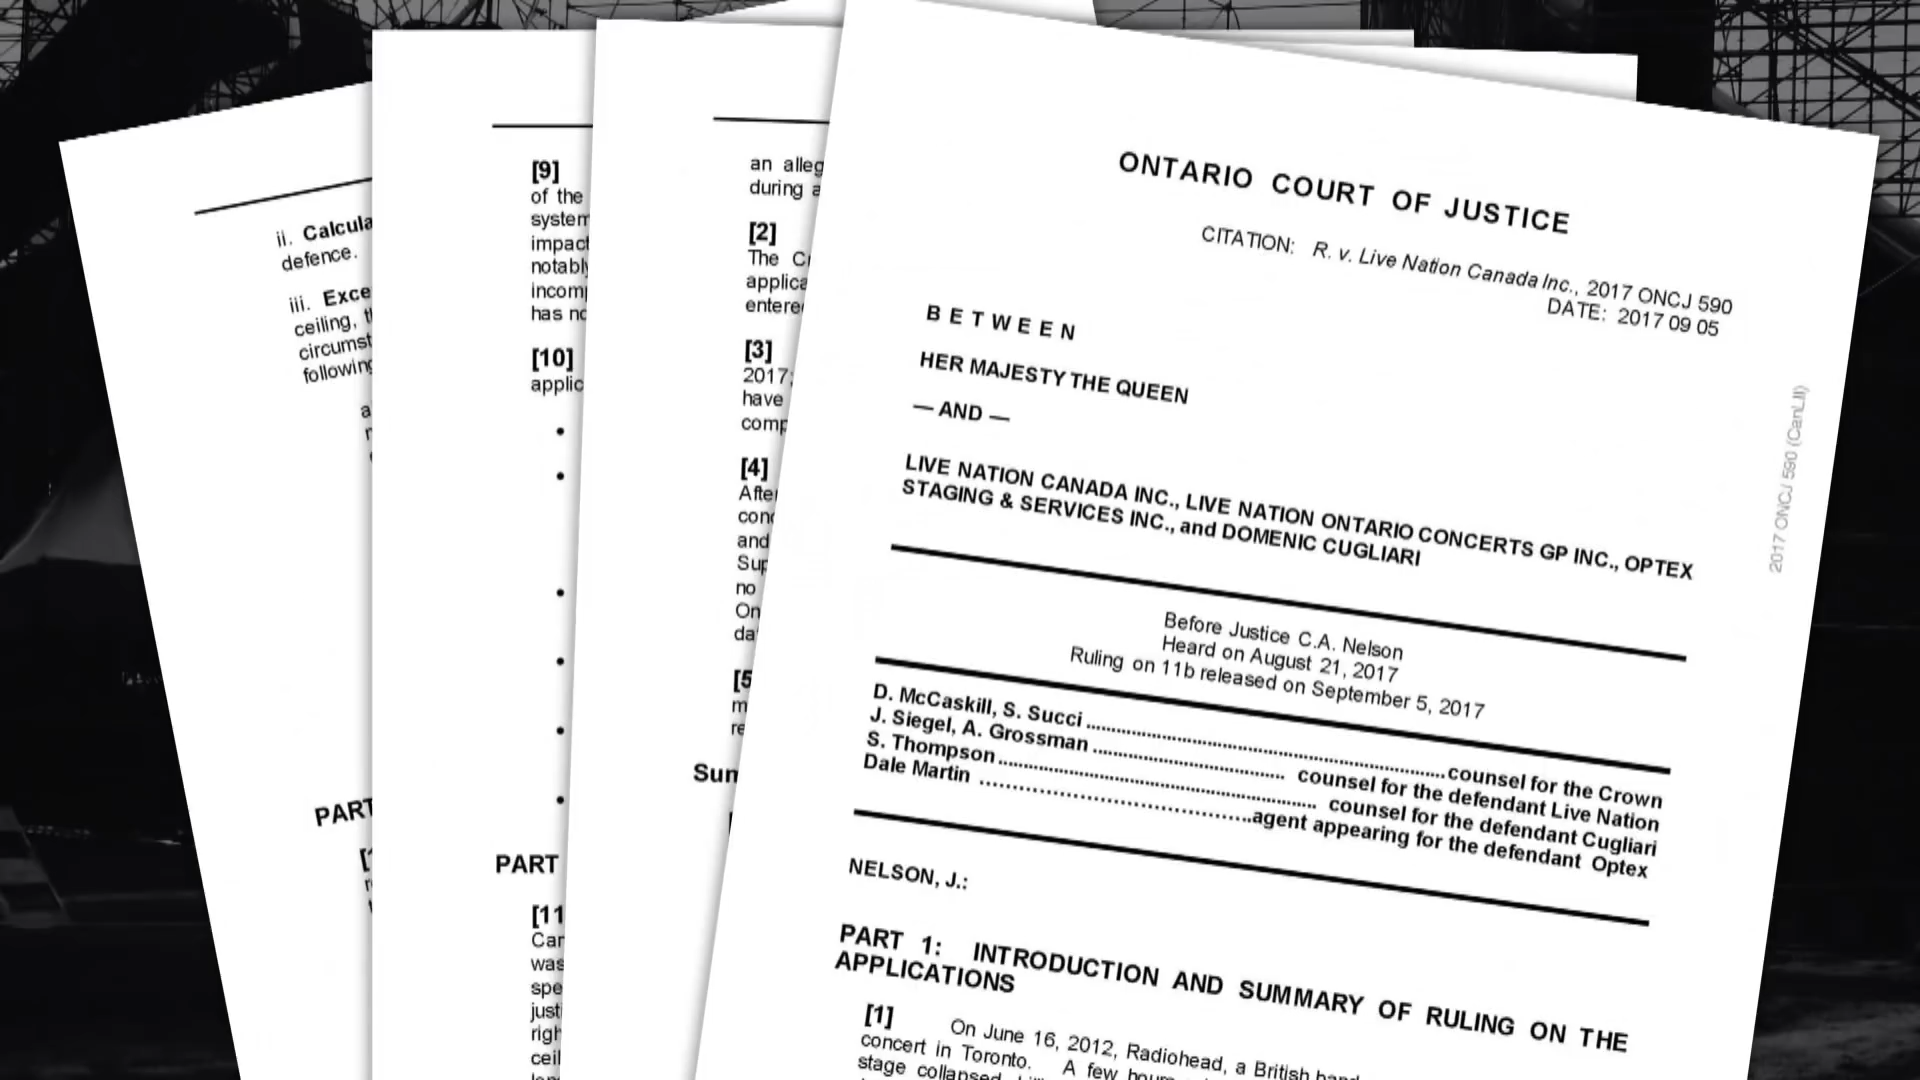 ii. Calcula
defence.
iii. Exce
ceiling, t
circumst
following
a
PART
[9]
of the
system
impact
notably
incomp
has no
[10]
applic
PART
[11
Car
was
spe
justi
righ
ceil
an alleg
during a
[2]
The C
applica
entere
[3]
2017;
have
comp
[4]
Afte
conc
and
Sup
no
On
da
[5
m
re
Sum
ONTARIO COURT OF JUSTICE
CITATION: R. v. Live Nation Canada Inc., 2017 ONCJ 590
DATE: 2017 09 05
BETWEEN
HER MAJESTY THE QUEEN
— AND —
LIVE NATION CANADA INC., LIVE NATION ONTARIO CONCERTS GP INC., OPTEX
STAGING & SERVICES INC., and DOMENIC CUGLIARI
Before Justice C.A. Nelson
Heard on August 21, 2017
Ruling on 11b released on September 5, 2017
D. McCaskill, S. Succi ........ counsel for the Crown
J. Siegel, A. Grossman ........ counsel for the defendant Live Nation
S. Thompson ........ counsel for the defendant Cugliari
Dale Martin ........ agent appearing for the defendant Optex
NELSON, J.:
PART 1: INTRODUCTION AND SUMMARY OF RULING ON THE
APPLICATIONS
[1] On June 16, 2012, Radiohead, a British band
concert in Toronto. A few hours
stage collapsed
2017 ONCJ 590 (CanLII)